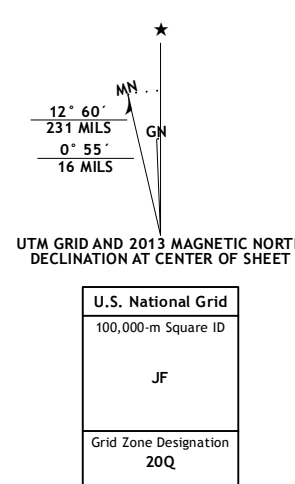 ★
MN
GN
12° 60´
231 MILS
0° 55´
16 MILS
UTM GRID AND 2013 MAGNETIC NORTH
DECLINATION AT CENTER OF SHEET
U.S. National Grid
100,000-m Square ID
JF
Grid Zone Designation
20Q